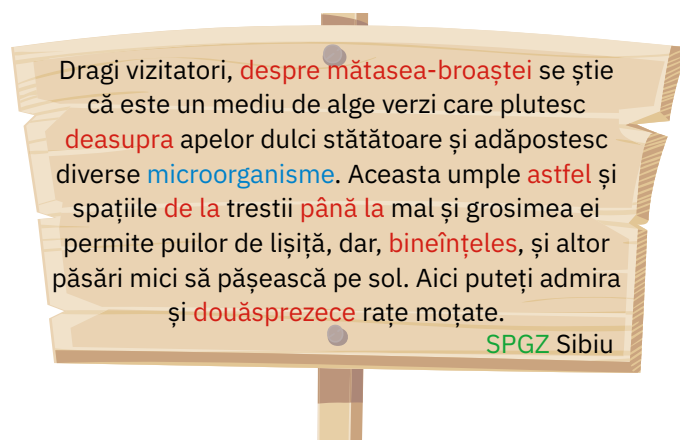 Dragi vizitatori, despre mătasea-broaștei se știe
că este un mediu de alge verzi care plutesc
deasupra apelor dulci stătătoare și adăpostesc
diverse microorganisme. Aceasta umple astfel și
spațiile de la trestii până la mal și grosimea ei
permite puilor de lișiță, dar, bineînțeles, și altor
păsări mici să pășească pe sol. Aici puteți admira
și douăsprezece rațe moțate.
SPGZ Sibiu